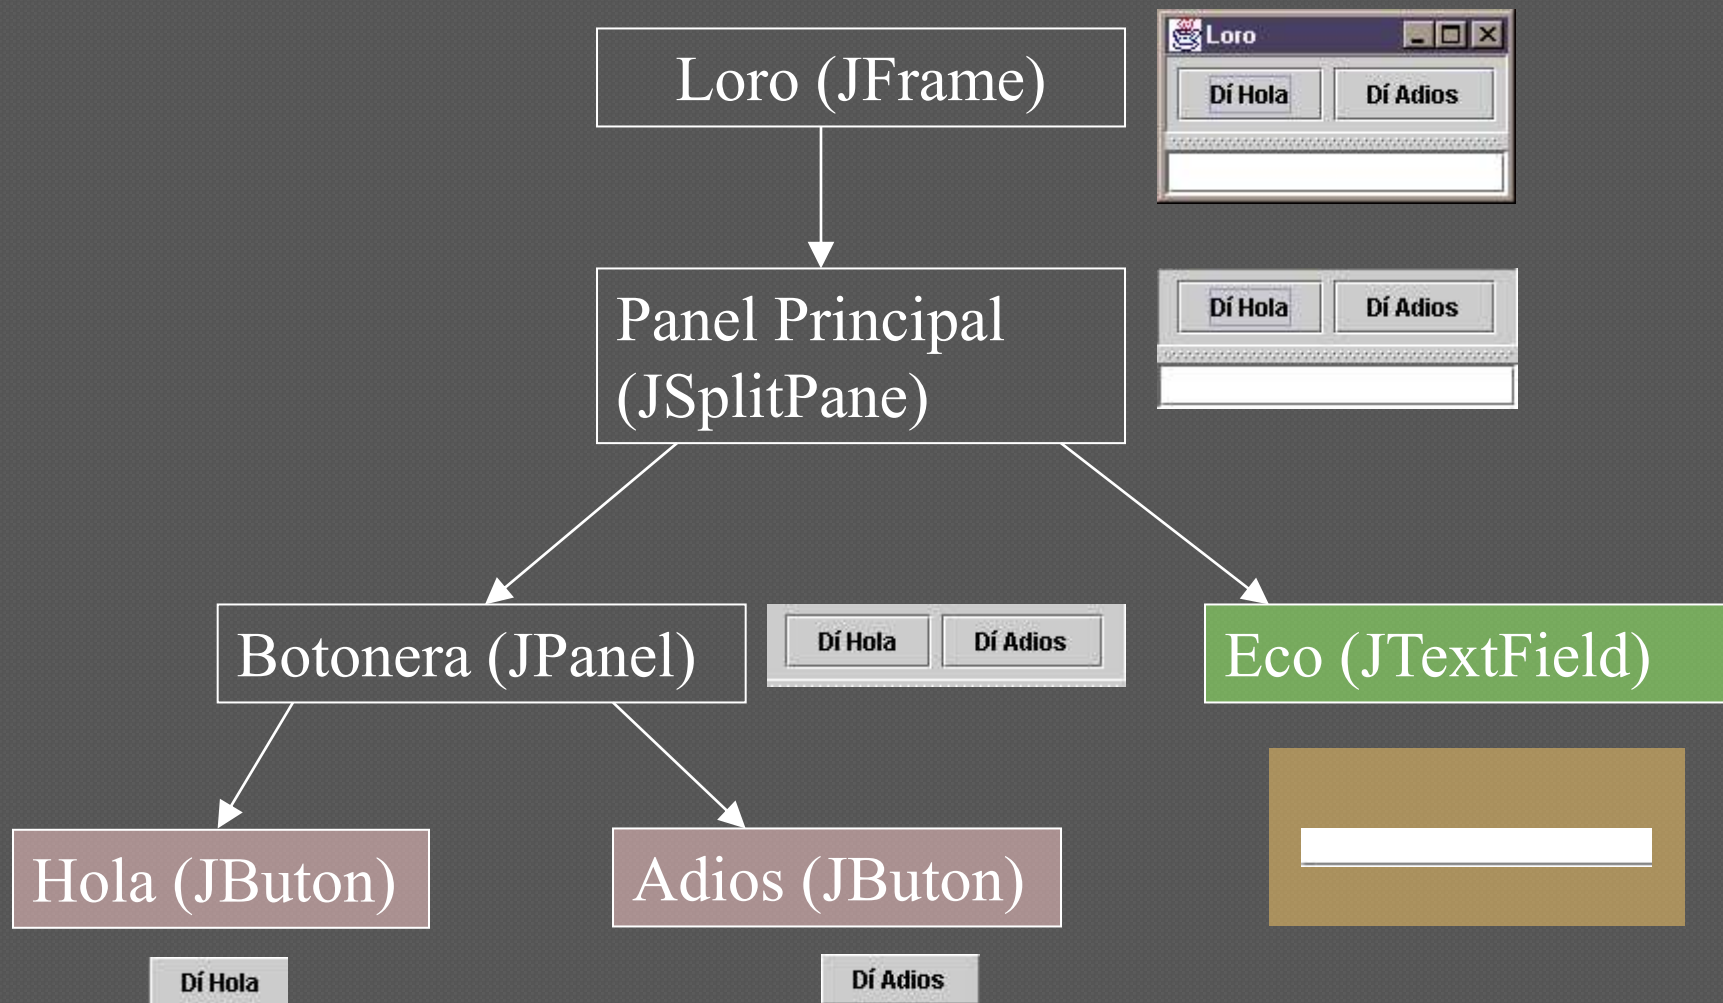 Loro (JFrame)
Loro
Dí Hola Dí Adios
Panel Principal
(JSplitPane)
Dí Hola Dí Adios
Botonera (JPanel)
Dí Hola Dí Adios
Eco (JTextField)
Hola (JButon)
Adios (JButon)
Dí Hola
Dí Adios